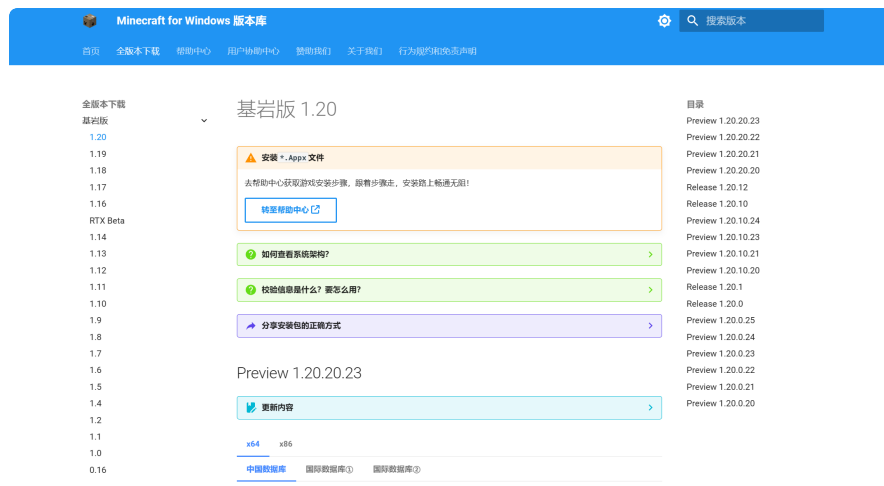 Minecraft for Windows 版本库
搜索版本
首页 全版本下载 帮助中心 用户协助中心 赞助我们 关于我们 行为规约和免责声明
全版本下载
基岩版
1.20
1.19
1.18
1.17
1.16
RTX Beta
1.14
1.13
1.12
1.11
1.10
1.9
1.8
1.7
1.6
1.5
1.4
1.2
1.1
1.0
0.16
基岩版 1.20
安装 *.Appx 文件
去帮助中心获取游戏安装步骤，跟着步骤走，安装路上畅通无阻！
转至帮助中心
如何查看系统架构？
校验信息是什么？要怎么用？
分享安装包的正确方式
Preview 1.20.20.23
更新内容
x64 x86
中国数据库 国际数据库① 国际数据库②
目录
Preview 1.20.20.23
Preview 1.20.20.22
Preview 1.20.20.21
Preview 1.20.20.20
Release 1.20.12
Release 1.20.10
Preview 1.20.10.24
Preview 1.20.10.23
Preview 1.20.10.21
Preview 1.20.10.20
Release 1.20.1
Release 1.20.0
Preview 1.20.0.25
Preview 1.20.0.24
Preview 1.20.0.23
Preview 1.20.0.22
Preview 1.20.0.21
Preview 1.20.0.20